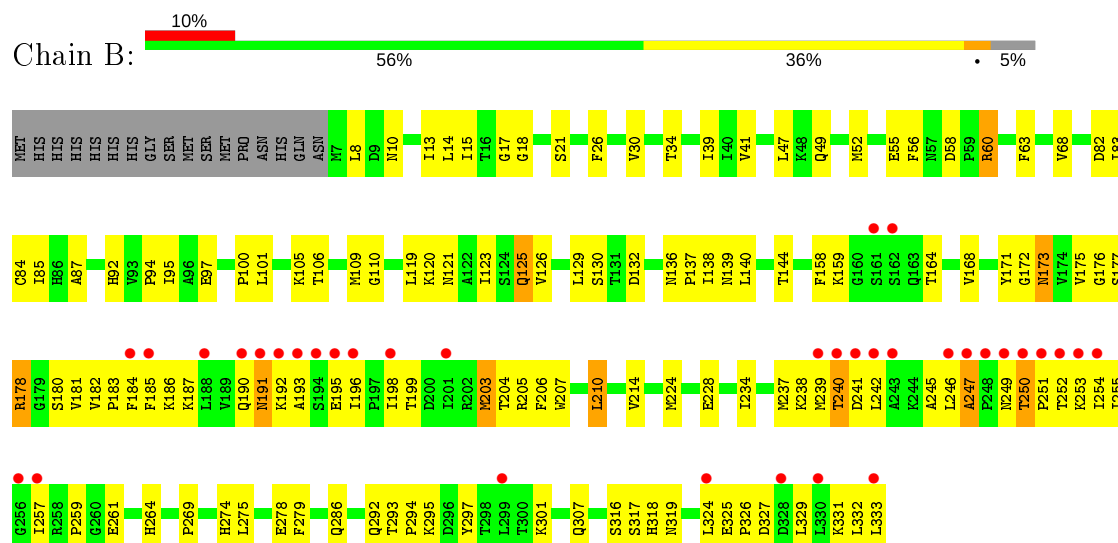 10%
Chain B:
56% 36% • 5%
MET HIS HIS HIS HIS HIS HIS GLY SER MET SER MET PRO ASN HIS GLN ASN M7 L8 D9 N10 I13 L14 I15 T16 G17 G18 S21 F26 V30 T34 I39 I40 V41 L47 K48 Q49 M52 E55 F56 N57 D58 P59 R60 F63 V68 D82 I83
C84 I85 H86 A87 H92 V93 P94 I95 A96 E97 P100 L101 K105 T106 M109 G110 L119 K120 N121 A122 I123 S124 Q125 V126 L129 S130 T131 D132 N136 P137 I138 N139 L140 T144 F158 K159 G160 S161 S162 Q163 T164 V168 Y171 G172 N173 V174 V175 G176 S177
R178 G179 S180 V181 V182 P183 F184 F185 K186 K187 L188 V189 Q190 N191 K192 A193 S194 E195 I196 P197 I198 T199 D200 I201 R202 M203 T204 R205 F206 W207 L210 V214 M224 E228 I234 M237 K238 M239 T240 D241 L242 A243 K244 A245 L246 A247 P248 N249 T250 P251 T252 K253 I254 I255
G256 I257 R258 P259 G260 E261 H264 P269 H274 L275 E278 F279 Q286 Q292 T293 P294 K295 D296 Y297 T298 L299 T300 K301 Q307 S316 S317 H318 N319 L324 E325 P326 D327 D328 L329 L330 K331 L332 L333